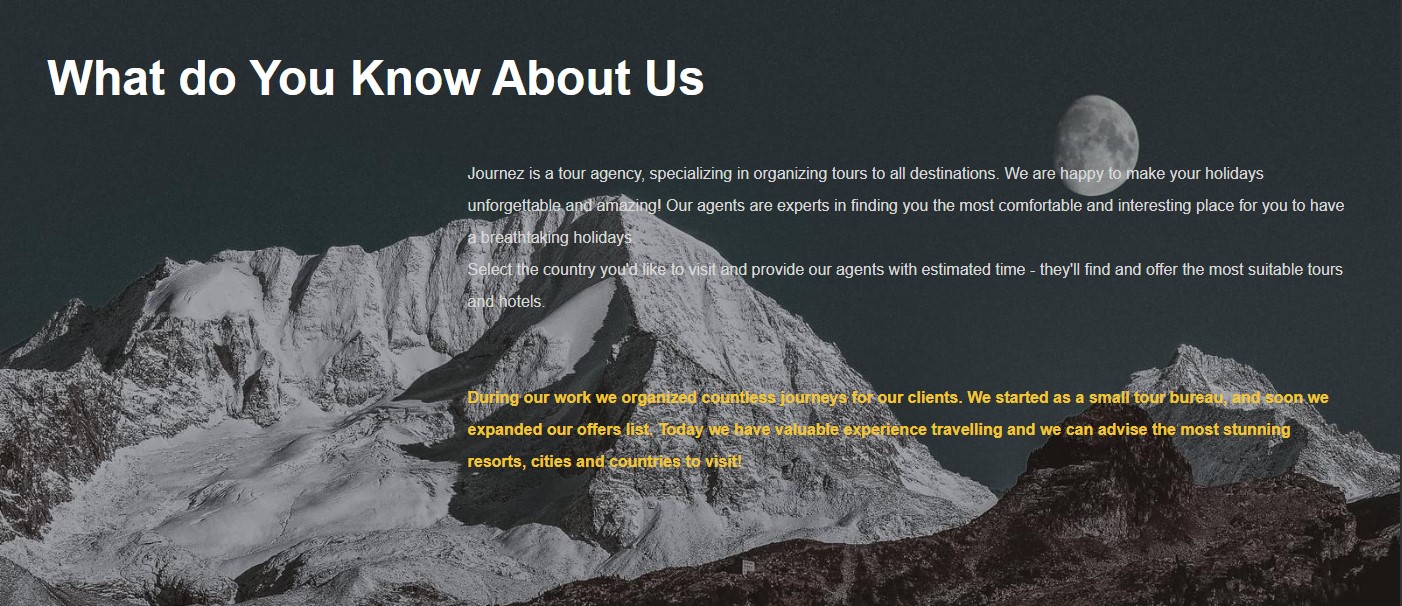 What do You Know About Us
Journez is a tour agency, specializing in organizing tours to all destinations. We are happy to make your holidays
unforgettable and amazing! Our agents are experts in finding you the most comfortable and interesting place for you to have
a breathtaking holidays.
Select the country you'd like to visit and provide our agents with estimated time - they'll find and offer the most suitable tours
and hotels.
During our work we organized countless journeys for our clients. We started as a small tour bureau, and soon we
expanded our offers list. Today we have valuable experience travelling and we can advise the most stunning
resorts, cities and countries to visit!